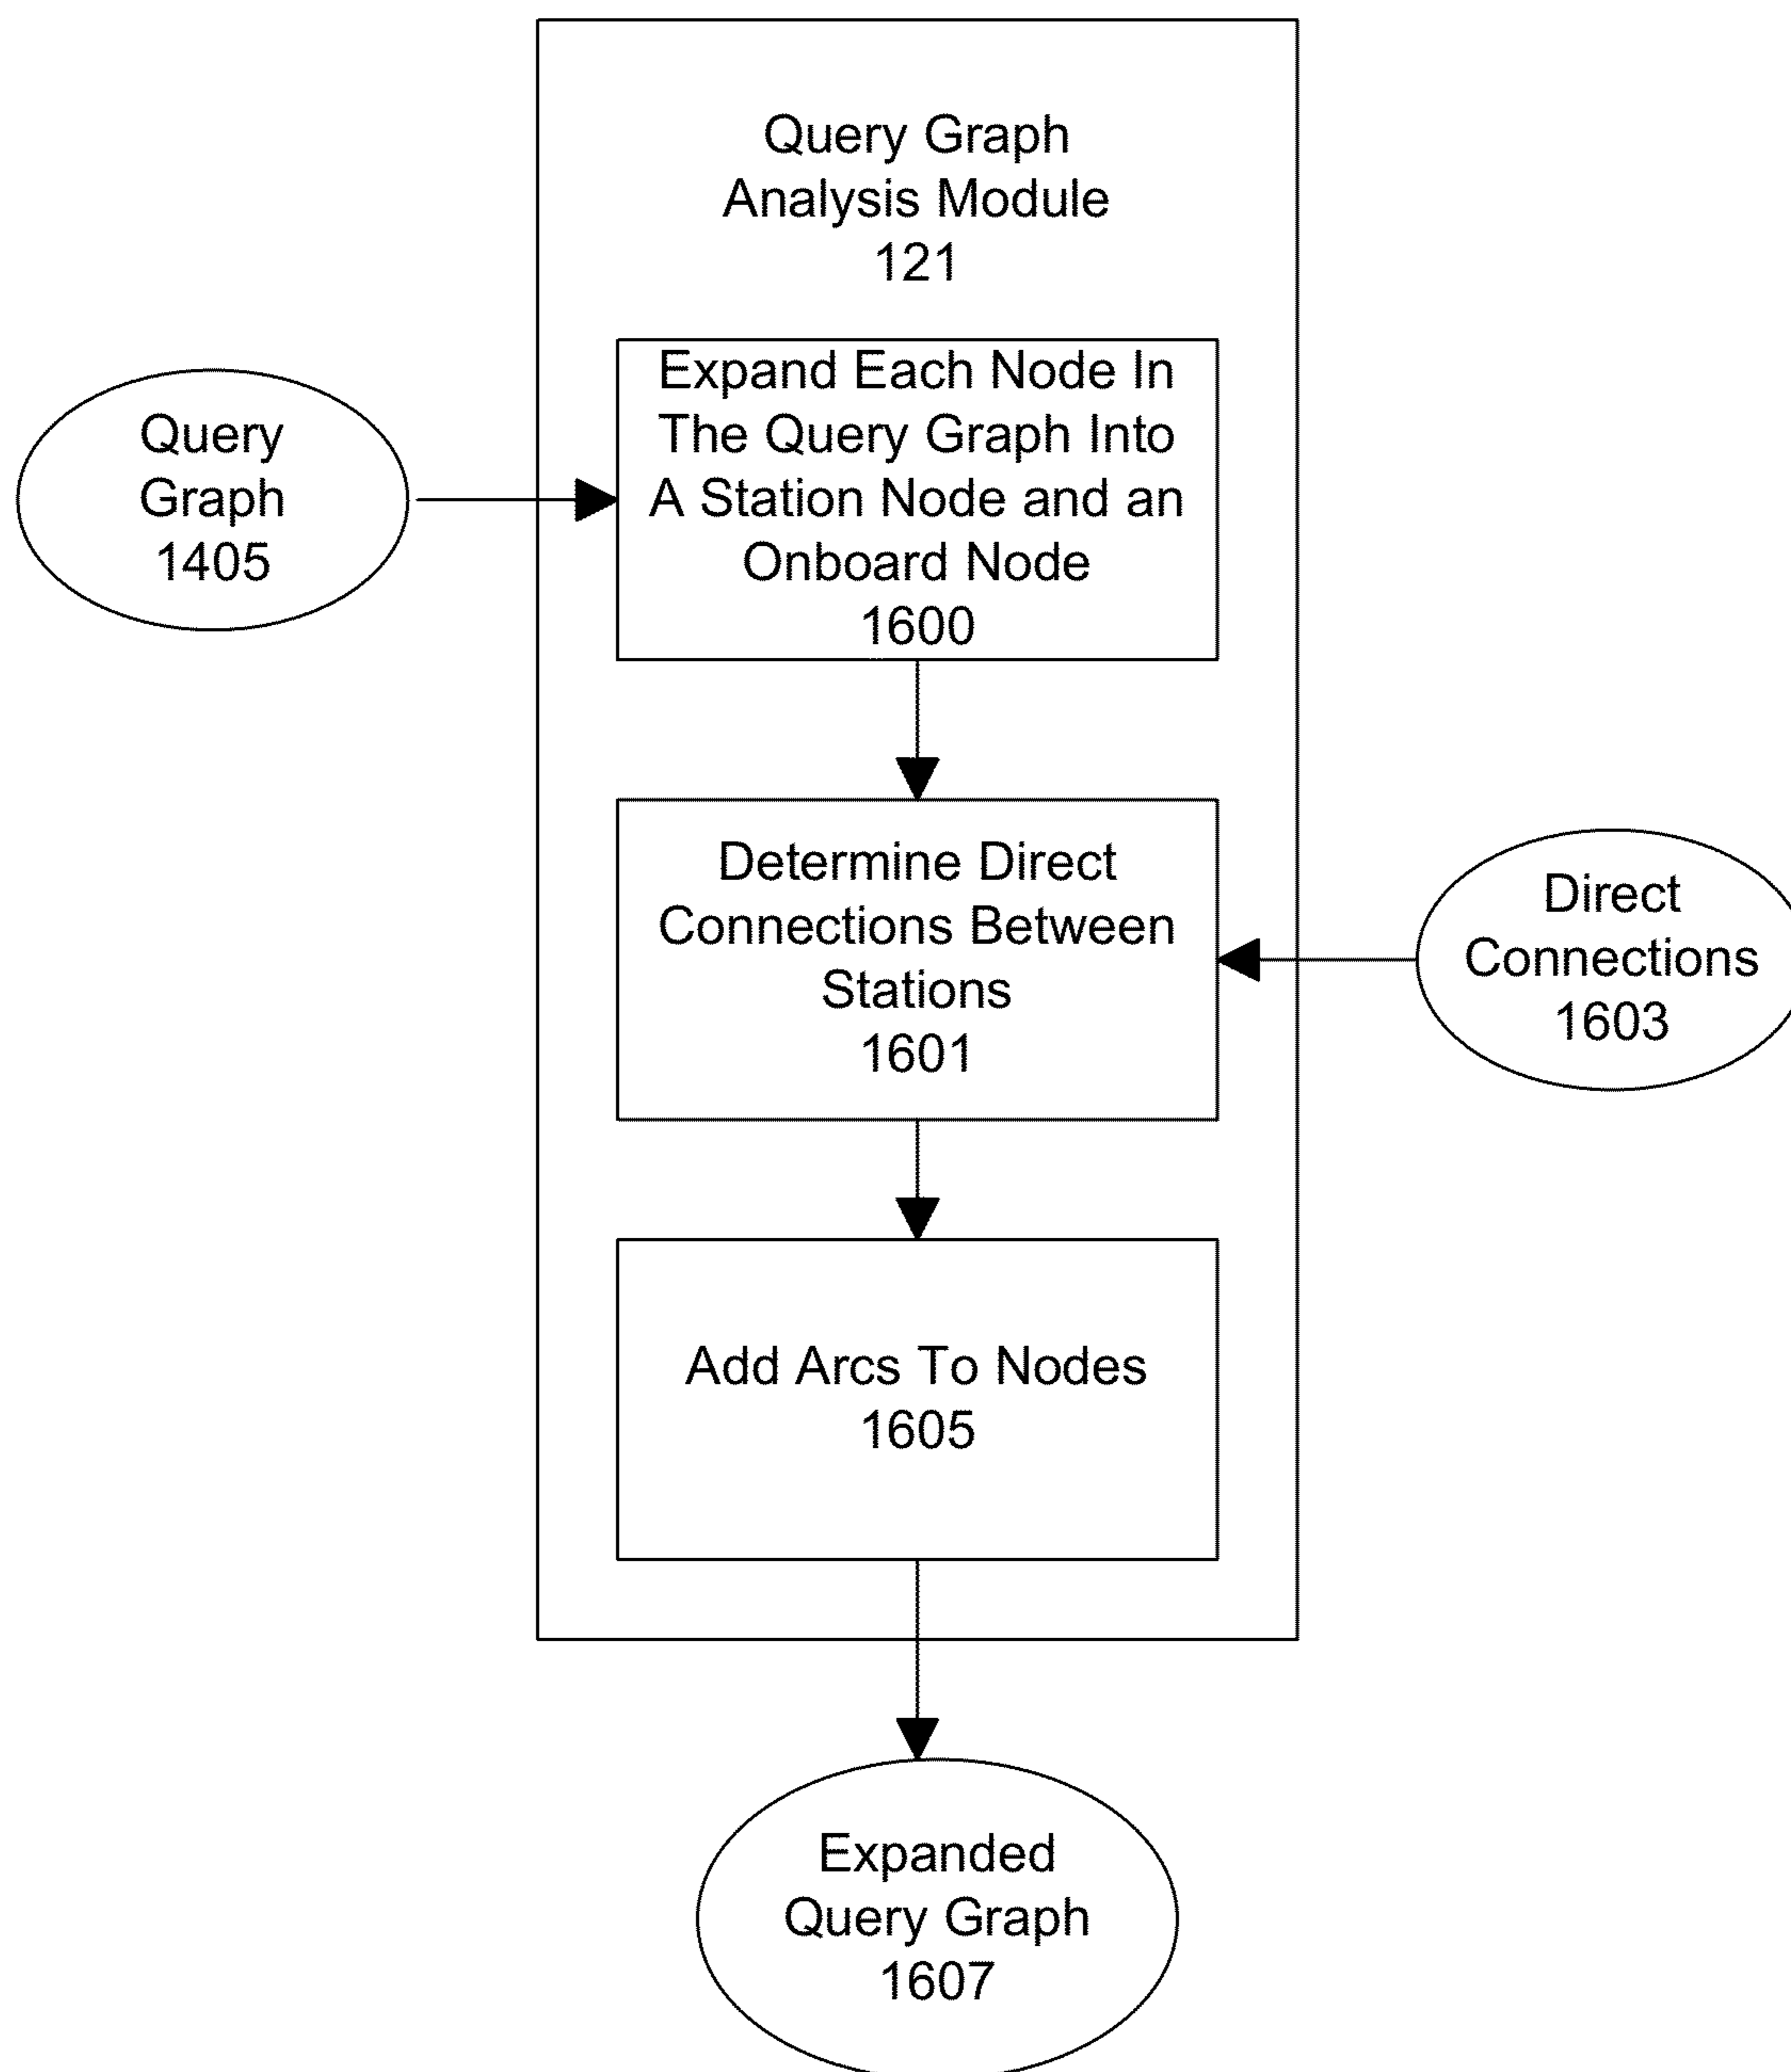 Query Graph
Analysis Module
121
Expand Each Node In
The Query Graph Into
A Station Node and an
Onboard Node
1600
Query
Graph
1405
Determine Direct
Connections Between
Stations
1601
Direct
Connections
1603
Add Arcs To Nodes
1605
Expanded
Query Graph
1607